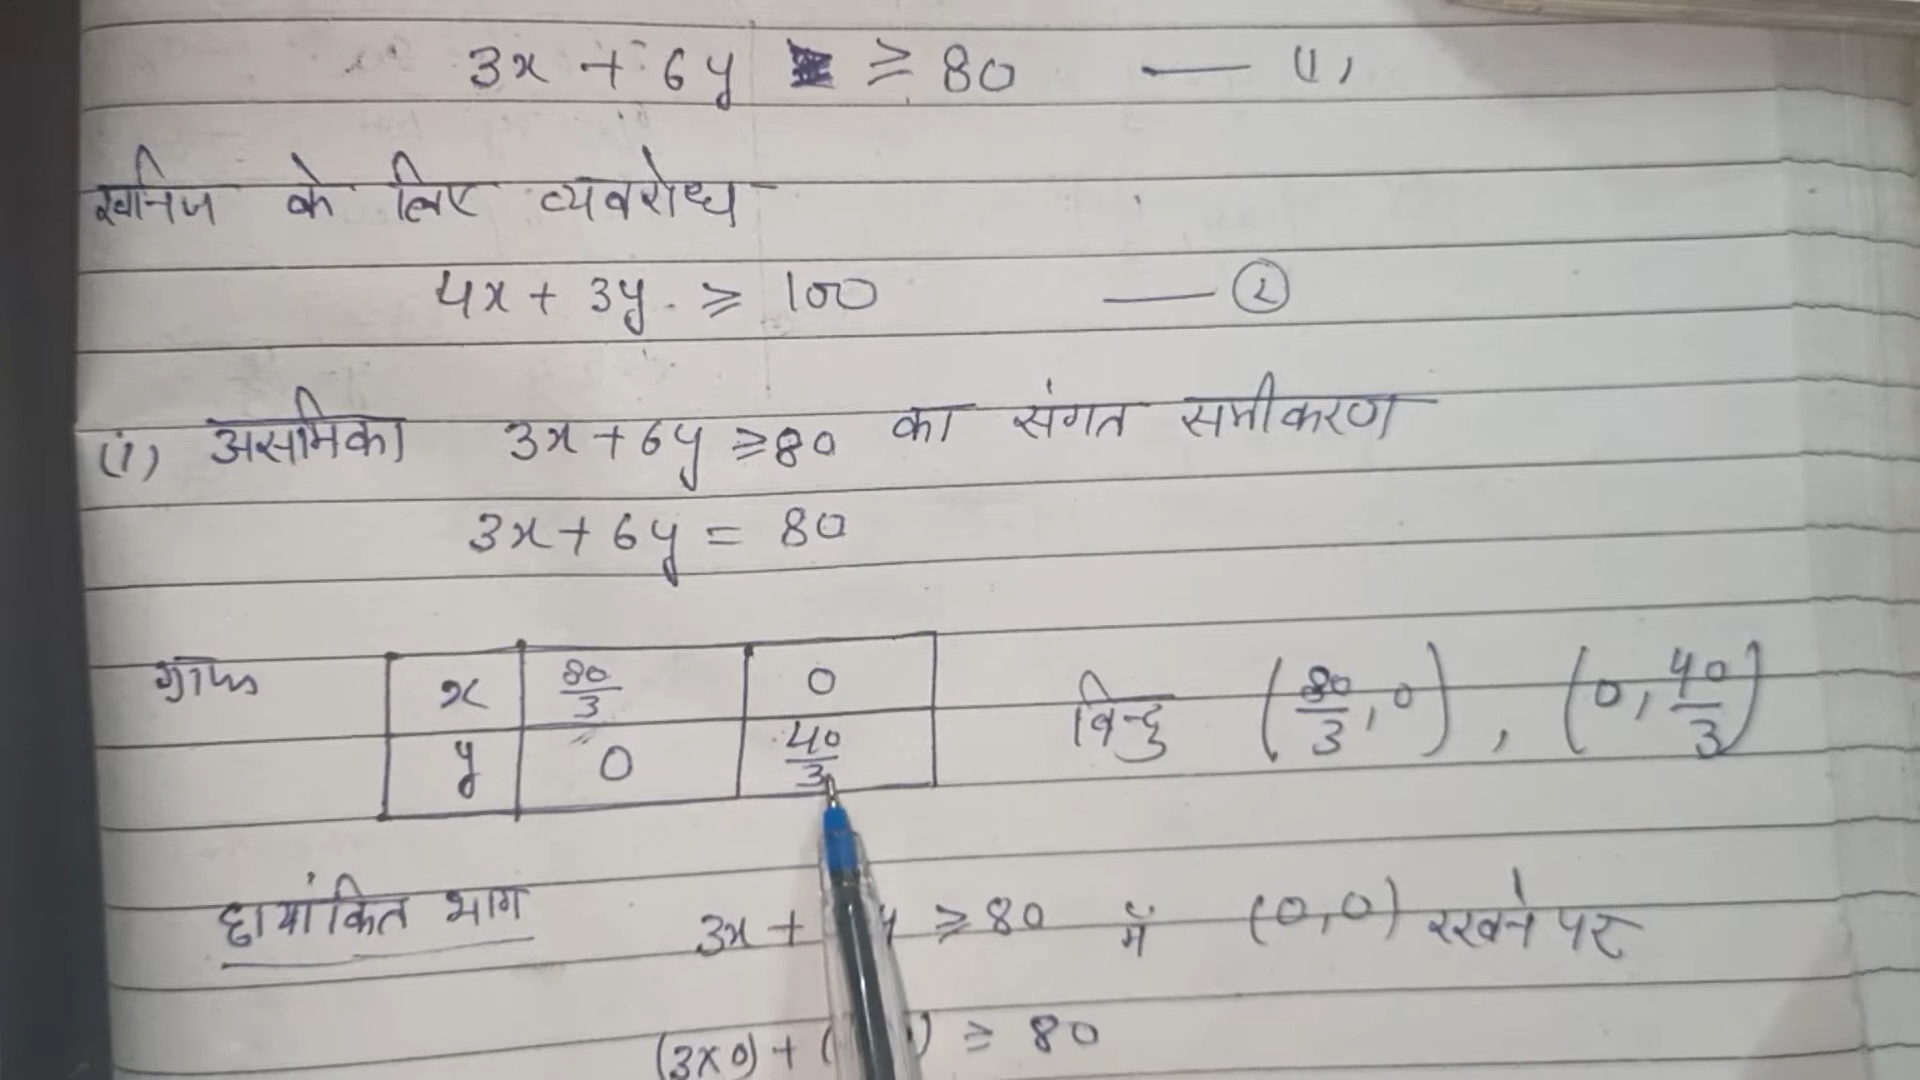 3x + 6y ≥ 80 — (1)
खनिज के लिए व्यवरोध
4x + 3y ≥ 100 — (2)
(i) असमिका 3x + 6y ≥ 80 का संगत समीकरण
3x + 6y = 80
ग्राफ x 80/3 0 बिन्दु (80/3, 0), (0, 40/3)
y 0 40/3
छायांकित भाग 3x + y ≥ 80 में (0,0) रखने पर
(3x0) + ( ) ≥ 80